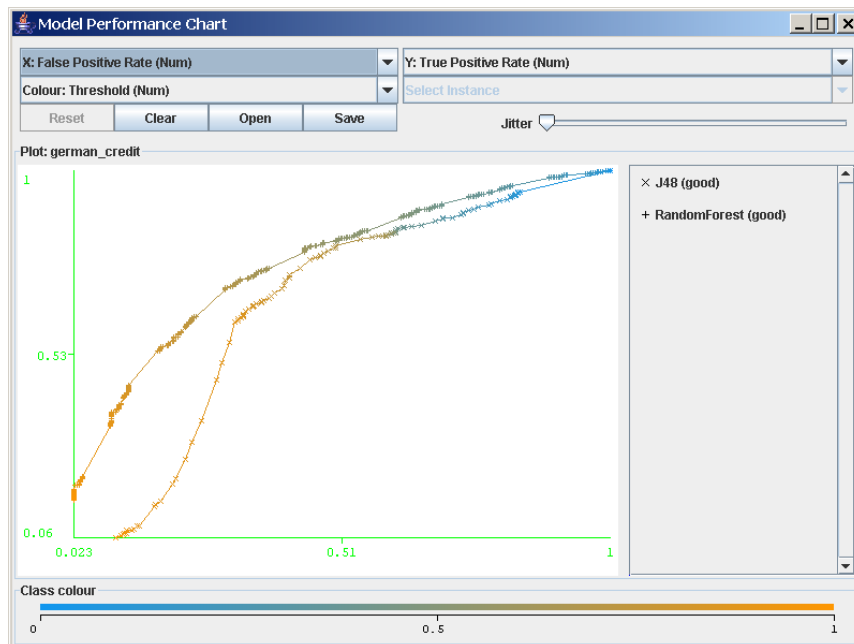 Model Performance Chart
X: False Positive Rate (Num)
Y: True Positive Rate (Num)
Colour: Threshold (Num)
Select Instance
Reset
Clear
Open
Save
Jitter
Plot: german_credit
1
0.53
0.06
0.023
0.51
1
× J48 (good)
+ RandomForest (good)
Class colour
0
0.5
1